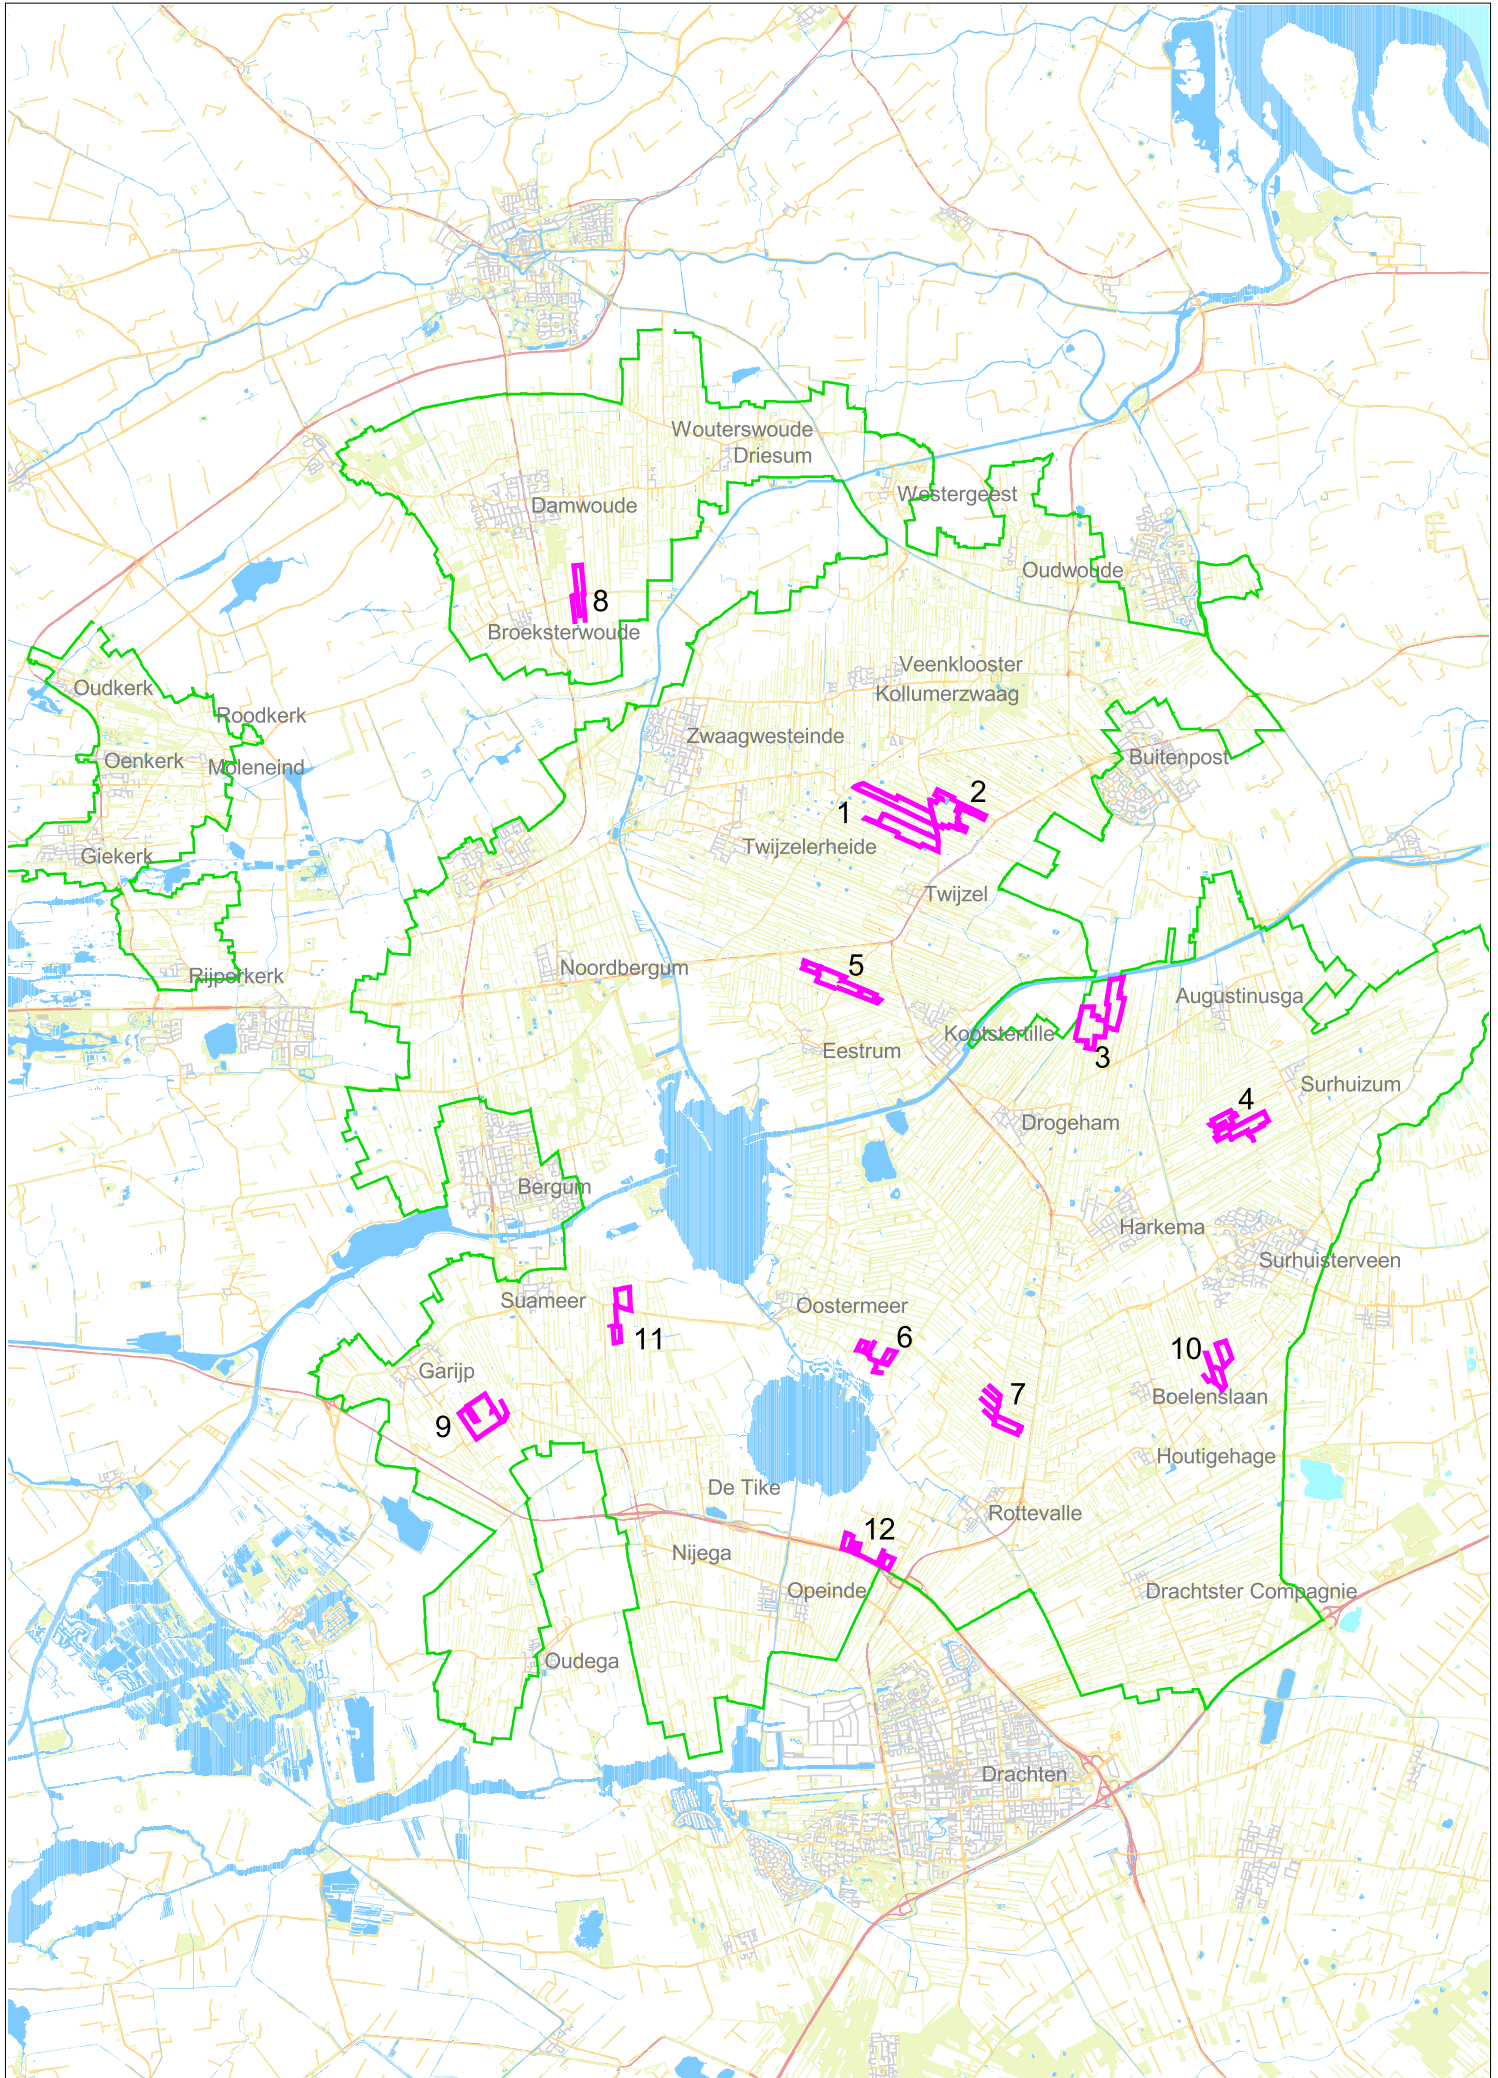 Wouterswoude
Driesum
Westergeest
Damwoude
Oudwoude
8
Broeksterwoude
Veenklooster
Kollumerzwaag
Oudkerk
Roodkerk
Zwaagwesteinde
Oenkerk
Moleneind
Buitenpost
1
2
Twijzelerheide
Giekerk
Twijzel
Noordbergum
5
Rijperkerk
Augustinusga
Kootstertille
Eestrum
3
Surhuizum
4
Drogeham
Bergum
Harkema
Surhuisterveen
Suameer
Oostermeer
11
6
10
Garijp
7
Boelenslaan
9
Houtigehage
De Tike
Rottevalle
12
Nijega
Opeinde
Drachtster Compagnie
Oudega
Drachten